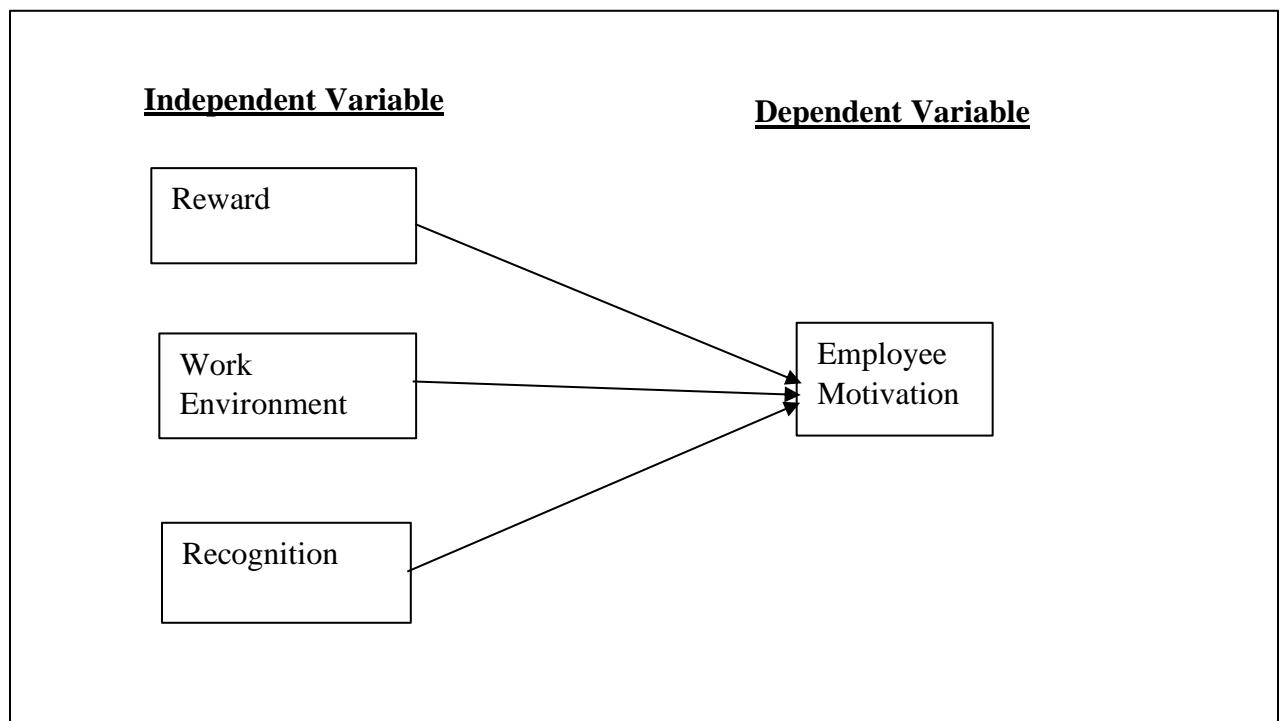 Independent Variable
Dependent Variable
Reward
Work
Environment
Employee
Motivation
Recognition